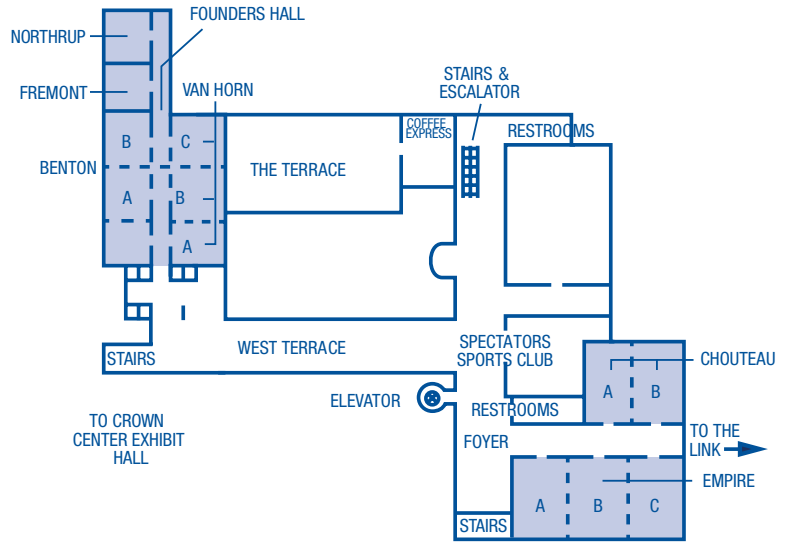 FOUNDERS HALL
NORTHRUP
FREMONT
VAN HORN
STAIRS &
ESCALATOR
COFFEE
EXPRESS
RESTROOMS
B
C
BENTON
THE TERRACE
A
B
A
WEST TERRACE
STAIRS
SPECTATORS
SPORTS CLUB
CHOUTEAU
A
B
ELEVATOR
RESTROOMS
TO CROWN
CENTER EXHIBIT
HALL
FOYER
TO THE
LINK
EMPIRE
A
B
C
STAIRS